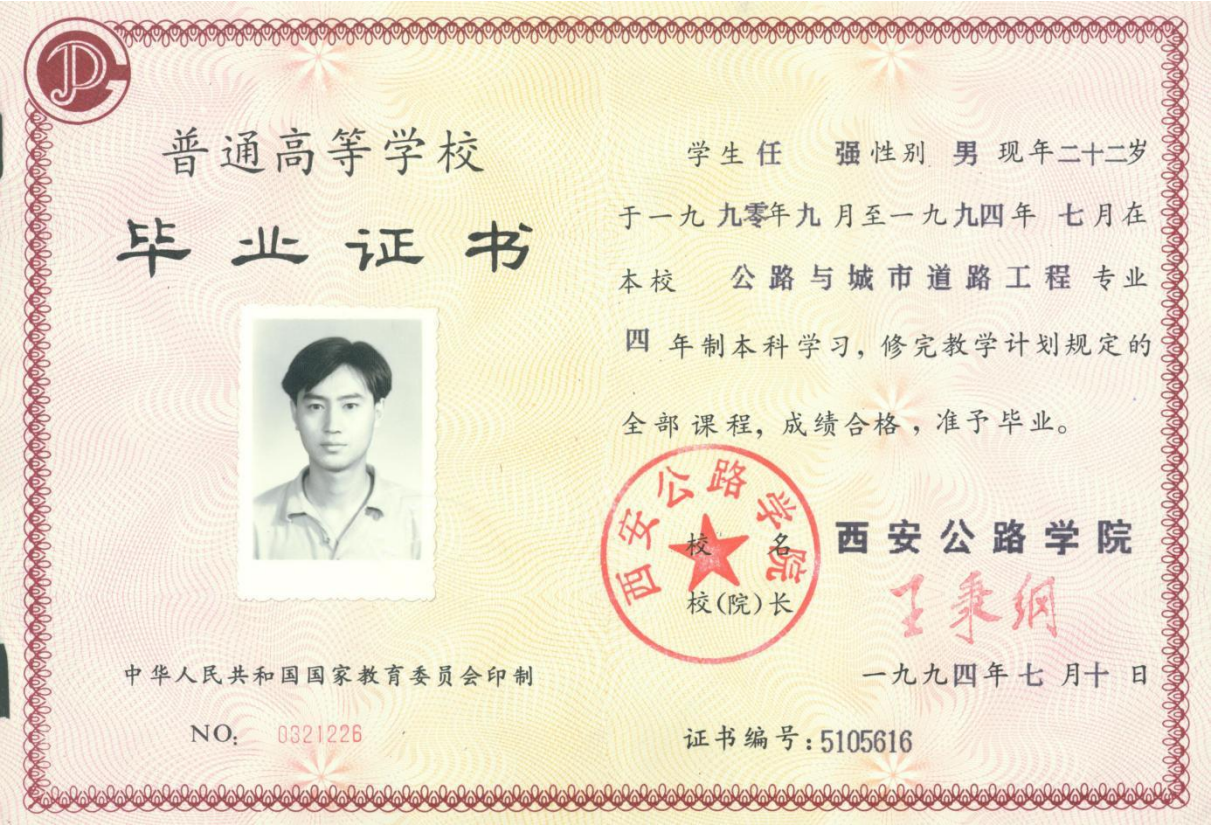 普通高等学校
毕业证书
中华人民共和国国家教育委员会印制
NO: 0321226
学生任 强性别 男 现年二十二岁
于一九九零年九月至一九九四年 七月在
本校 公路与城市道路工程 专业
四 年制本科学习,修完教学计划规定的
全部课程,成绩合格,准予毕业。
西安公路学院
校 名 西安公路学院
校(院)长 王秉纲
一九九四年七月十日
证书编号:5105616